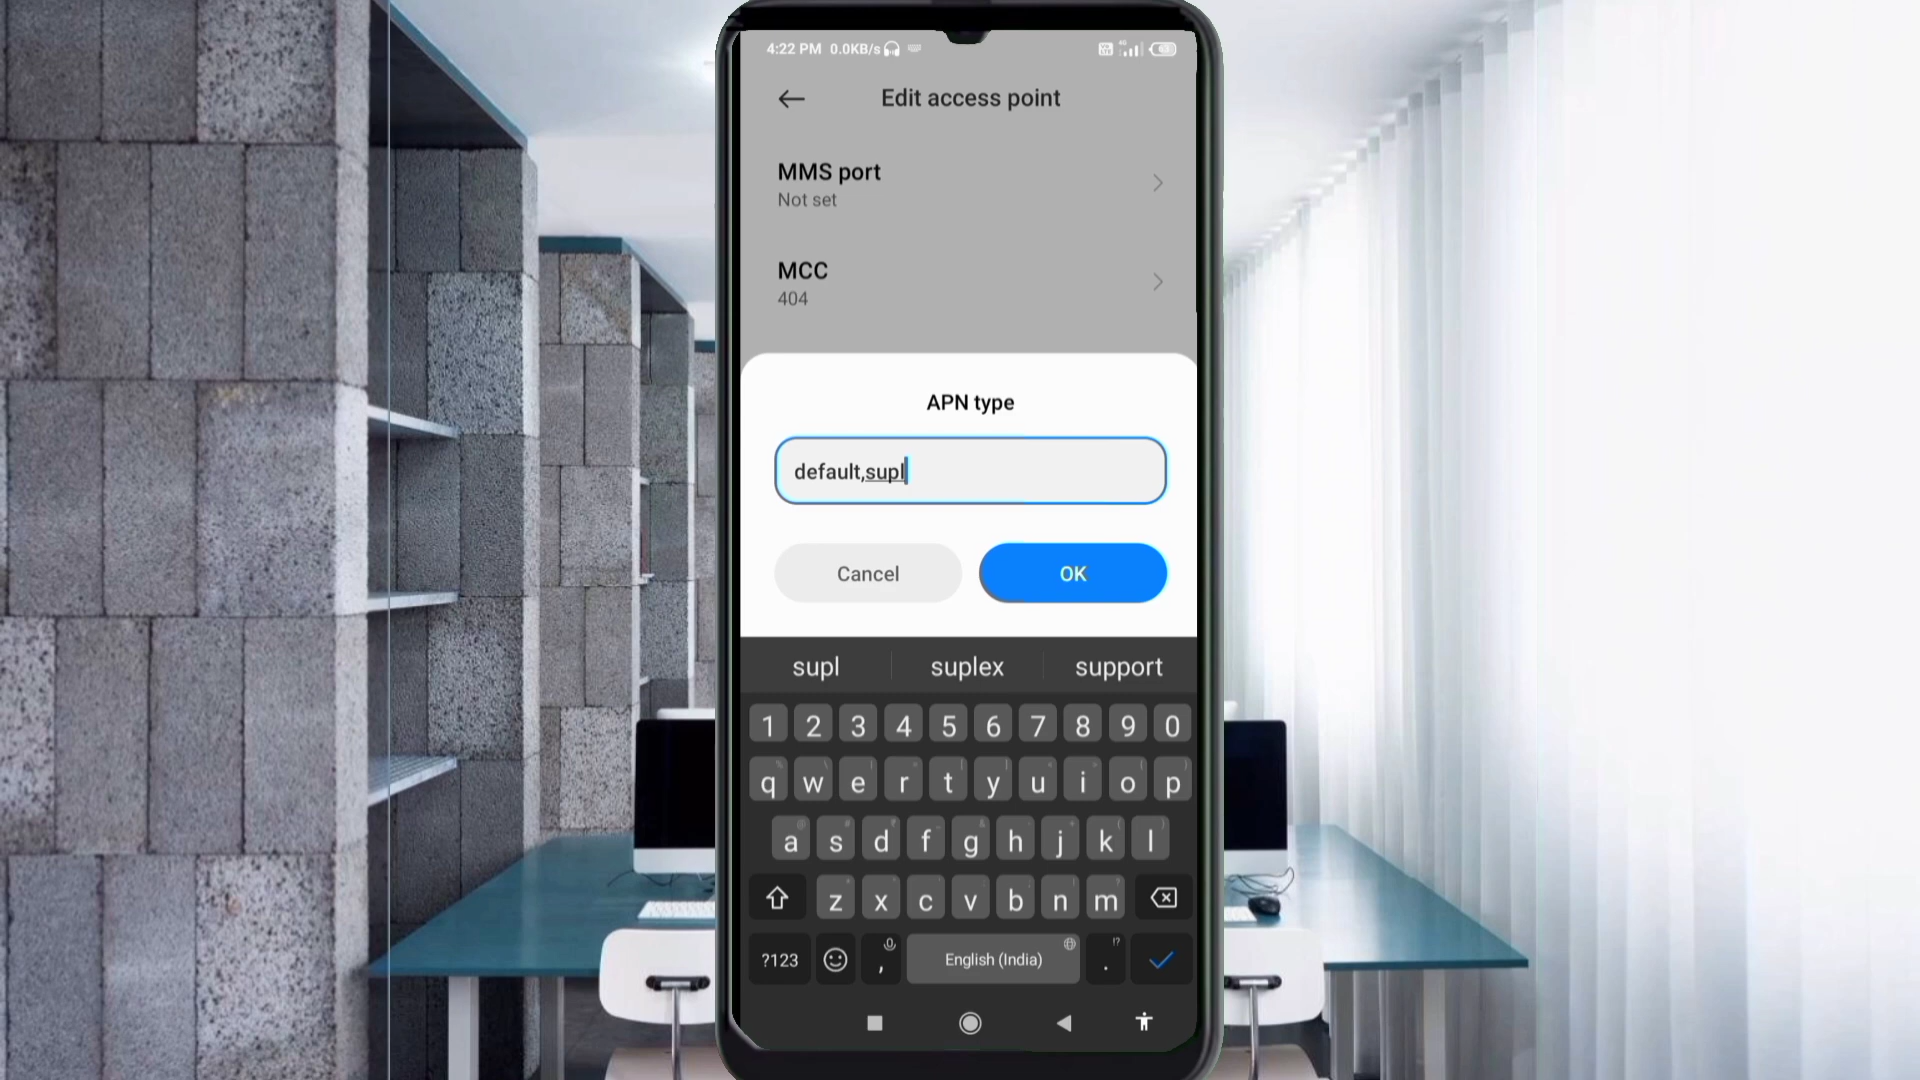 4:22 PM 0.0KB/s
Edit access point
MMS port
Not set
MCC
404
APN type
default,supl
Cancel
OK
supl suplex support
1 2 3 4 5 6 7 8 9 0
q w e r t y u i o p
a s d f g h j k l
z x c v b n m
?123 , English (India) . !?